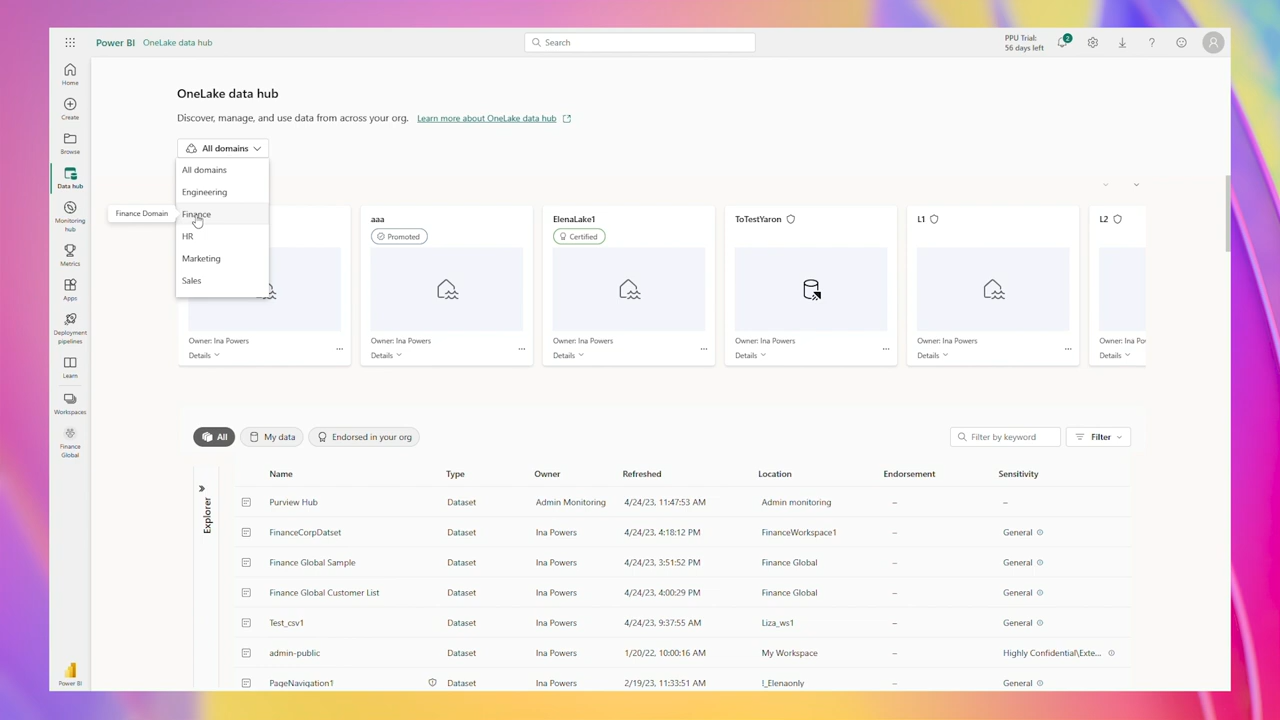 Power BI OneLake data hub
Search
PPU Trial:
56 days left
2
Home
Create
Browse
Data hub
Monitoring
hub
Metrics
Apps
Deployment
pipelines
Learn
Workspaces
Finance
Global
Power BI
OneLake data hub
Discover, manage, and use data from across your org. Learn more about OneLake data hub
All domains
All domains
Engineering
Finance Domain
Finance
HR
Marketing
Sales
Owner: Ina Powers
Details
aaa
Promoted
Owner: Ina Powers
Details
ElenaLake1
Certified
Owner: Ina Powers
Details
ToTestYaron
Owner: Ina Powers
Details
L1
Owner: Ina Powers
Details
L2
Owner: Ina Pow
Details
All My data Endorsed in your org
Filter by keyword Filter
Explorer
Name Type Owner Refreshed Location Endorsement Sensitivity
Purview Hub Dataset Admin Monitoring 4/24/23, 11:47:53 AM Admin monitoring – –
FinanceCorpDatset Dataset Ina Powers 4/24/23, 4:18:12 PM FinanceWorkspace1 – General
Finance Global Sample Dataset Ina Powers 4/24/23, 3:51:52 PM Finance Global – General
Finance Global Customer List Dataset Ina Powers 4/24/23, 4:00:29 PM Finance Global – General
Test_csv1 Dataset Ina Powers 4/24/23, 9:37:55 AM Liza_ws1 – General
admin-public Dataset Ina Powers 1/20/22, 10:00:16 AM My Workspace – Highly Confidential\Exte...
PageNavigation1 Dataset Ina Powers 2/19/23, 11:33:51 AM !_Elenaonly – General